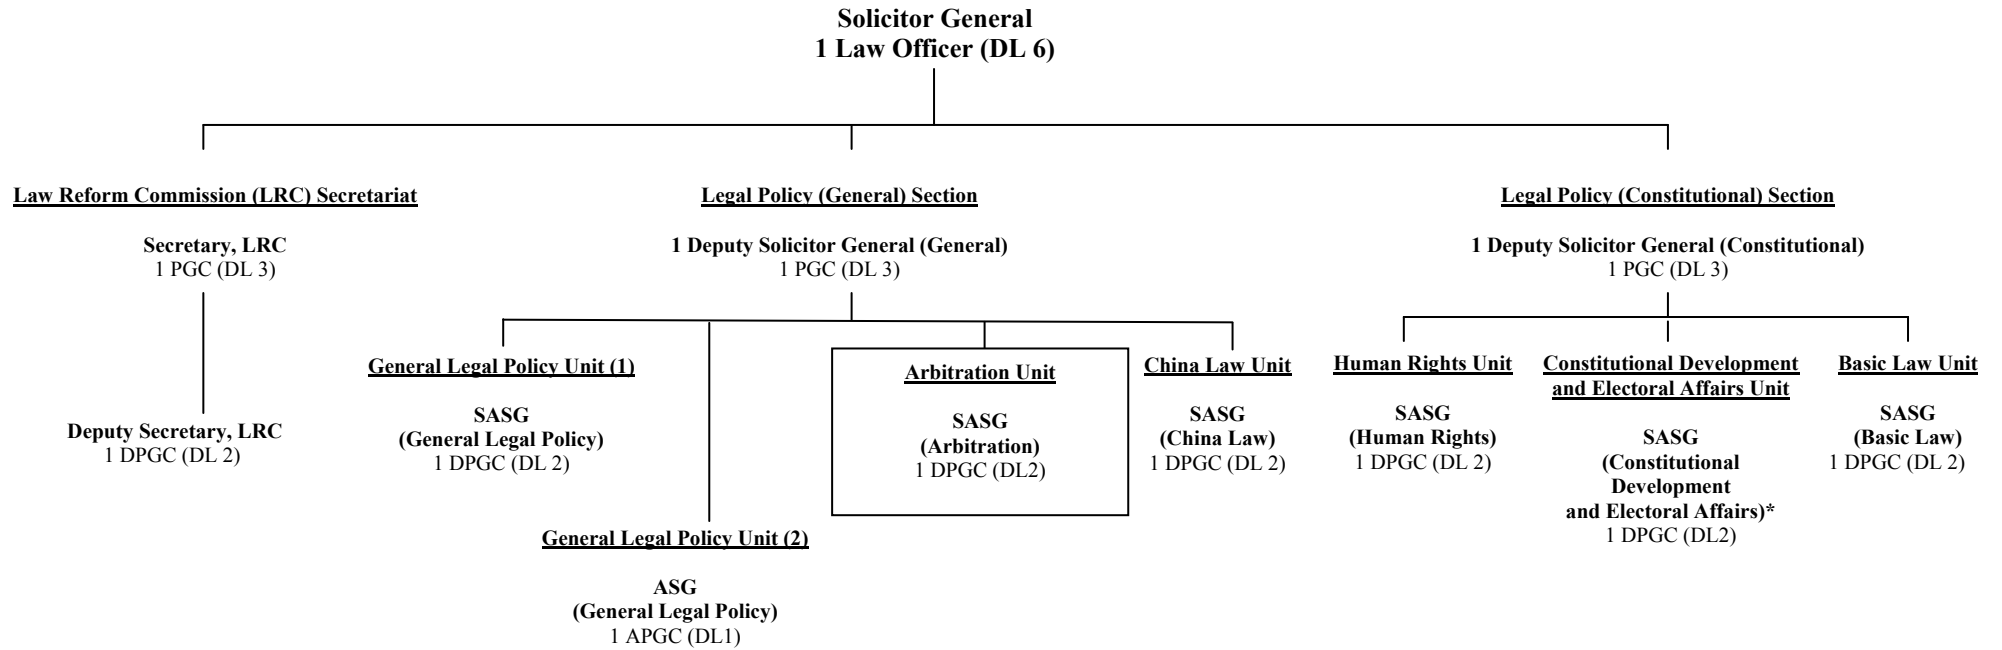 Solicitor General
1 Law Officer (DL 6)
Law Reform Commission (LRC) Secretariat
Secretary, LRC
1 PGC (DL 3)
Deputy Secretary, LRC
1 DPGC (DL 2)
Legal Policy (General) Section
1 Deputy Solicitor General (General)
1 PGC (DL 3)
General Legal Policy Unit (1)
SASG
(General Legal Policy)
1 DPGC (DL 2)
General Legal Policy Unit (2)
ASG
(General Legal Policy)
1 APGC (DL1)
Arbitration Unit
SASG
(Arbitration)
1 DPGC (DL2)
China Law Unit
SASG
(China Law)
1 DPGC (DL 2)
Legal Policy (Constitutional) Section
1 Deputy Solicitor General (Constitutional)
1 PGC (DL 3)
Human Rights Unit
SASG
(Human Rights)
1 DPGC (DL 2)
Constitutional Development
and Electoral Affairs Unit
SASG
(Constitutional
Development
and Electoral Affairs)*
1 DPGC (DL2)
Basic Law Unit
SASG
(Basic Law)
1 DPGC (DL 2)